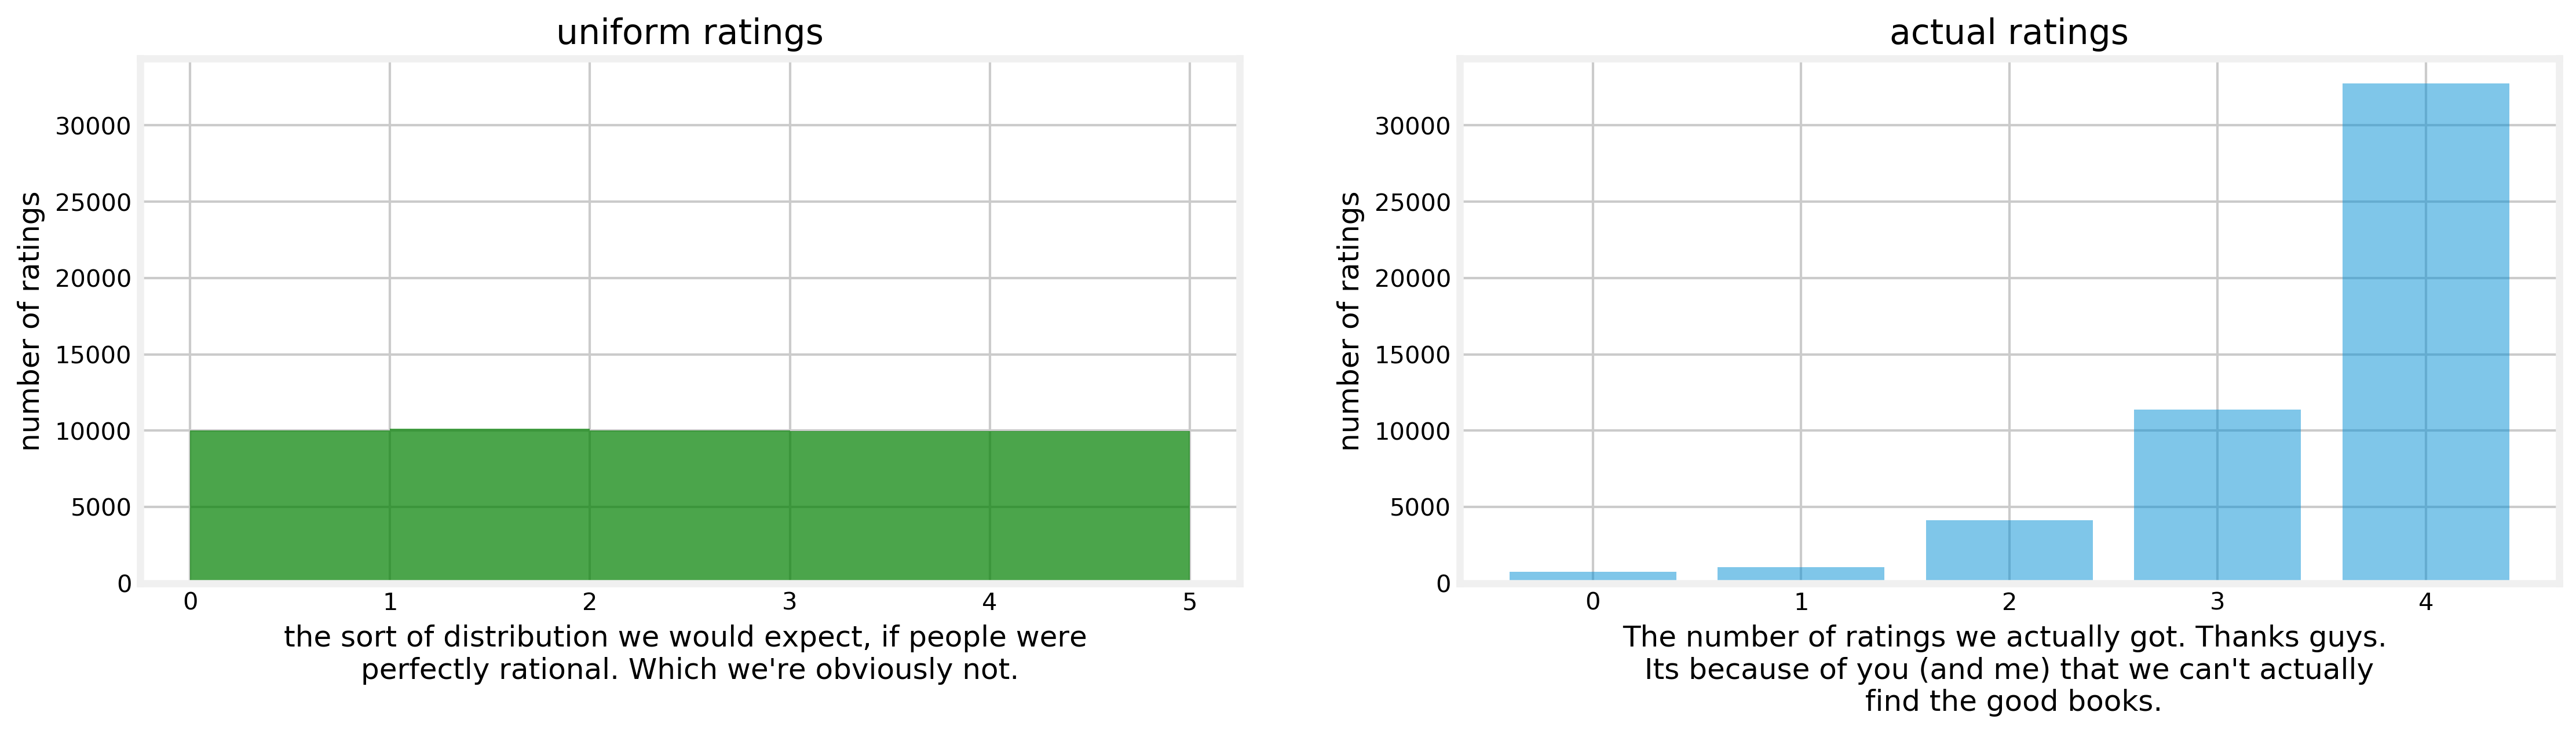 uniform ratings
number of ratings
30000
25000
20000
15000
10000
5000
0
0 1 2 3 4 5
the sort of distribution we would expect, if people were
perfectly rational. Which we're obviously not.
actual ratings
number of ratings
30000
25000
20000
15000
10000
5000
0
0 1 2 3 4
The number of ratings we actually got. Thanks guys.
Its because of you (and me) that we can't actually
find the good books.